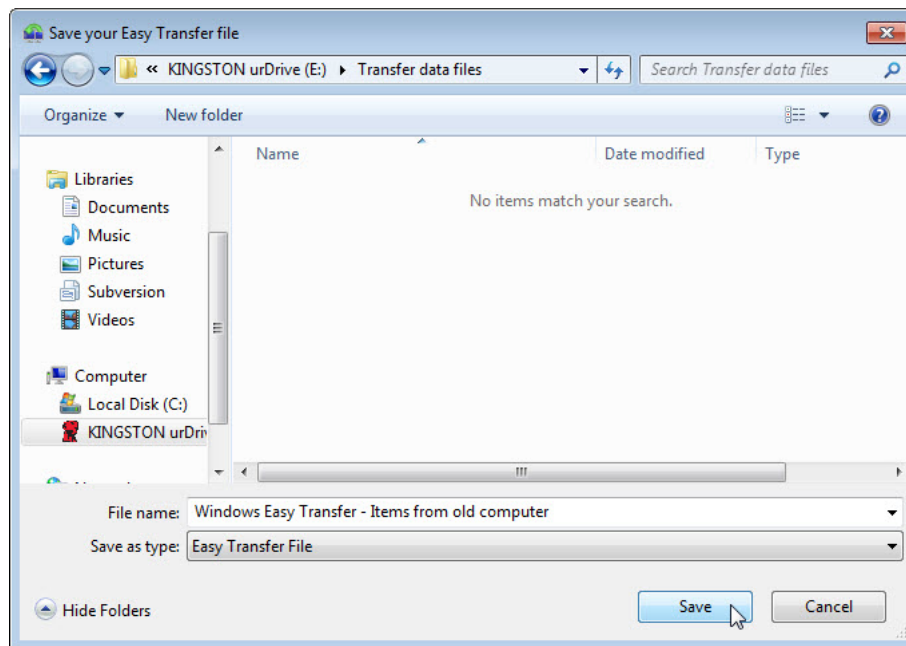 Save your Easy Transfer file
« KINGSTON urDrive (E:) Transfer data files Search Transfer data files
Organize New folder
Name Date modified Type
No items match your search.
Libraries
Documents
Music
Pictures
Subversion
Videos
Computer
Local Disk (C:)
KINGSTON urDriv
File name: Windows Easy Transfer - Items from old computer
Save as type: Easy Transfer File
Hide Folders Save Cancel